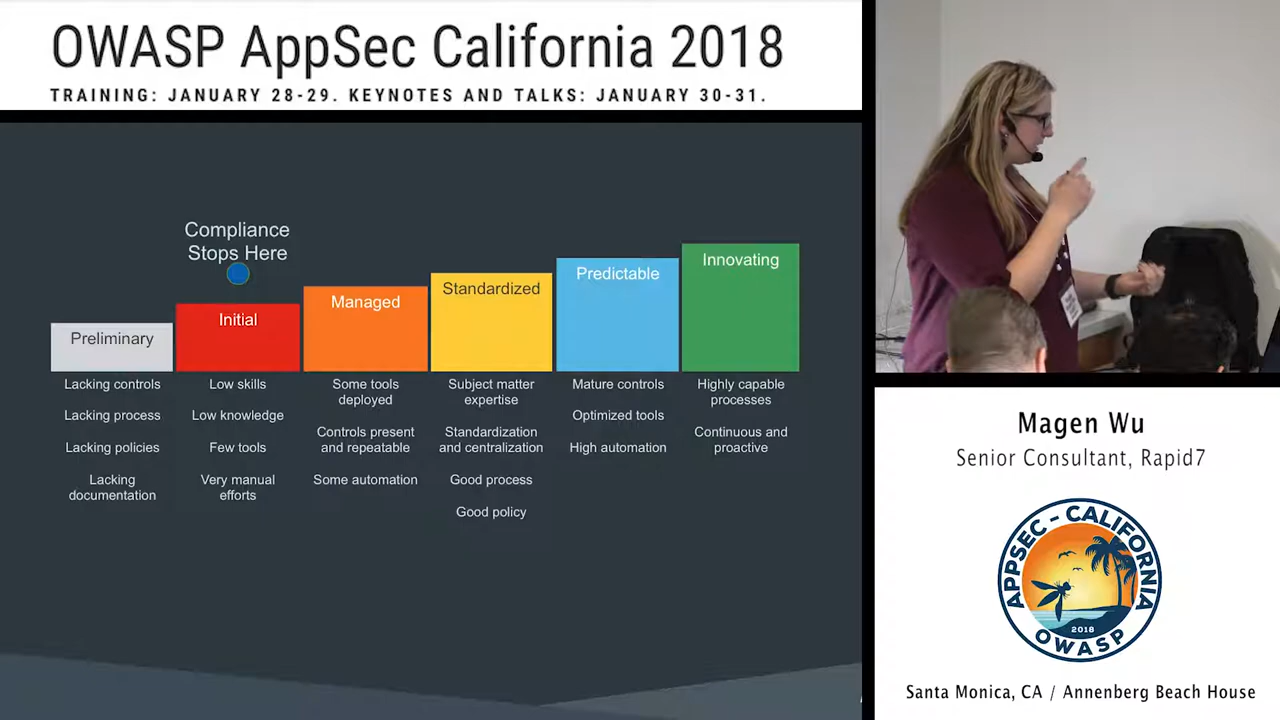 OWASP AppSec California 2018
TRAINING: JANUARY 28-29. KEYNOTES AND TALKS: JANUARY 30-31.
Compliance
Stops Here
Preliminary
Lacking controls
Lacking process
Lacking policies
Lacking
documentation
Initial
Low skills
Low knowledge
Few tools
Very manual
efforts
Managed
Some tools
deployed
Controls present
and repeatable
Some automation
Standardized
Subject matter
expertise
Standardization
and centralization
Good process
Good policy
Predictable
Mature controls
Optimized tools
High automation
Innovating
Highly capable
processes
Continuous and
proactive
Magen Wu
Senior Consultant, Rapid7
APPSEC - CALIFORNIA
2018
OWASP
Santa Monica, CA / Annenberg Beach House